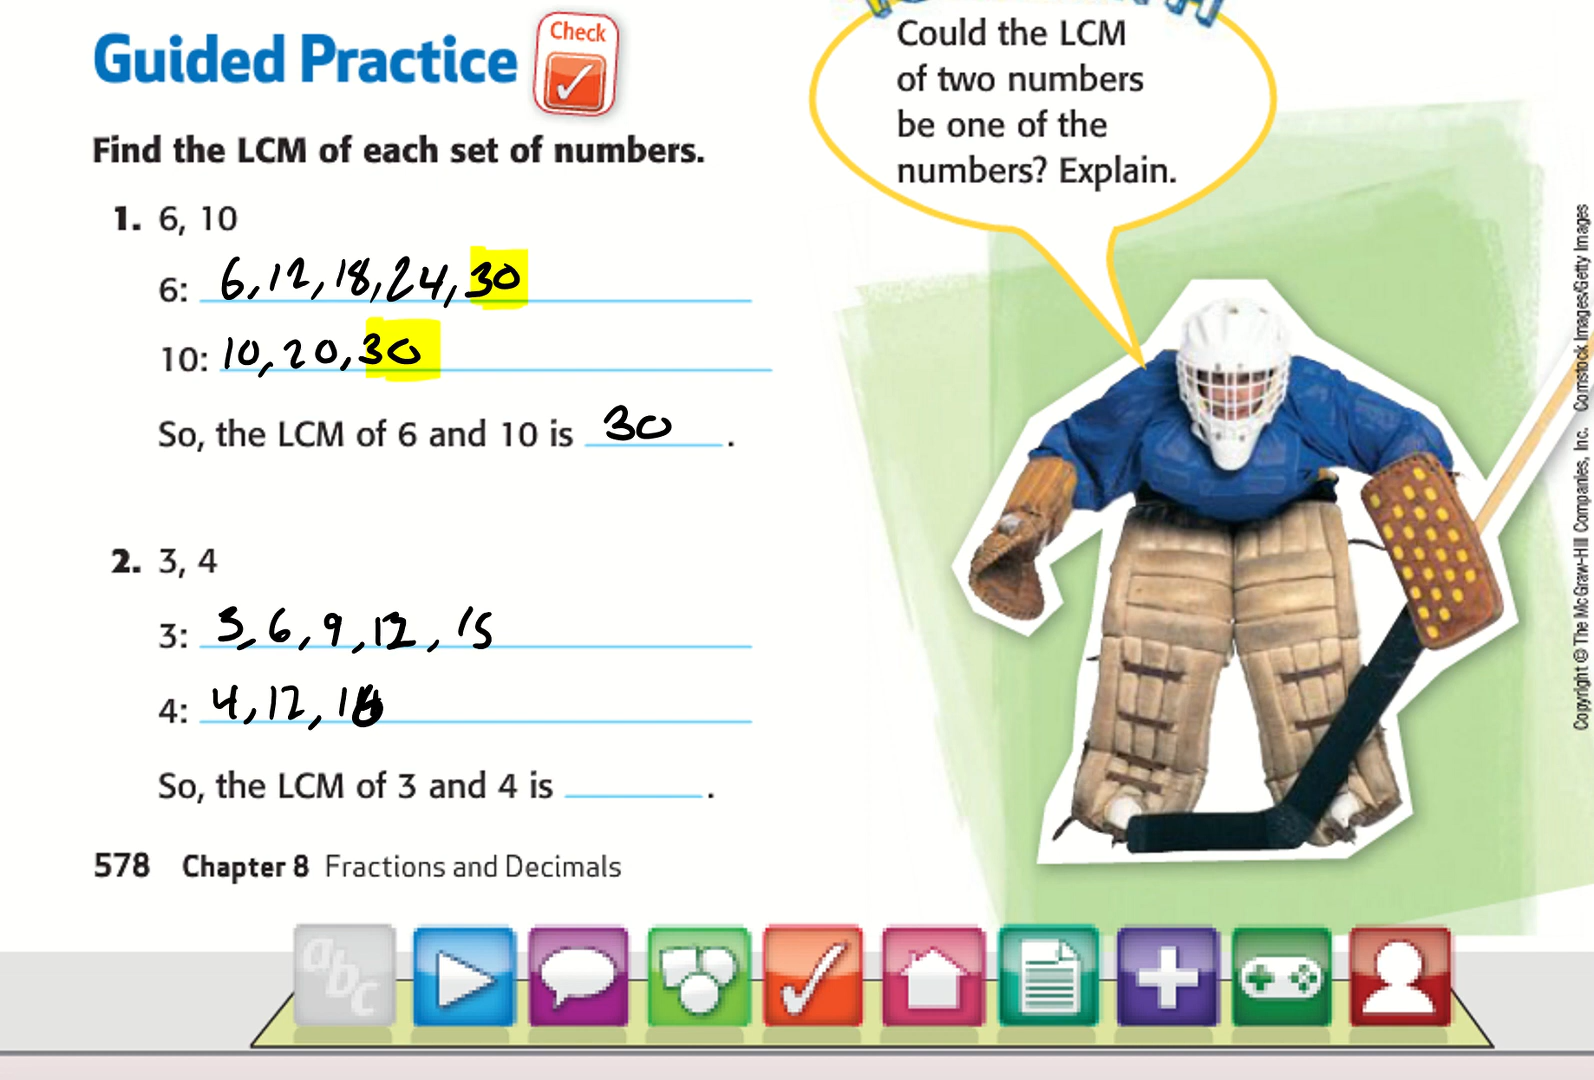 Guided Practice
Check
Find the LCM of each set of numbers.
1. 6, 10
6: 6, 12, 18, 24, 30
10: 10, 20, 30
So, the LCM of 6 and 10 is 30.
2. 3, 4
3: 3, 6, 9, 12, 15
4: 4, 12, 16
So, the LCM of 3 and 4 is ______.
578 Chapter 8 Fractions and Decimals
Could the LCM
of two numbers
be one of the
numbers? Explain.
Copyright © The McGraw-Hill Companies, Inc. Comstock Images/Getty Images
abc